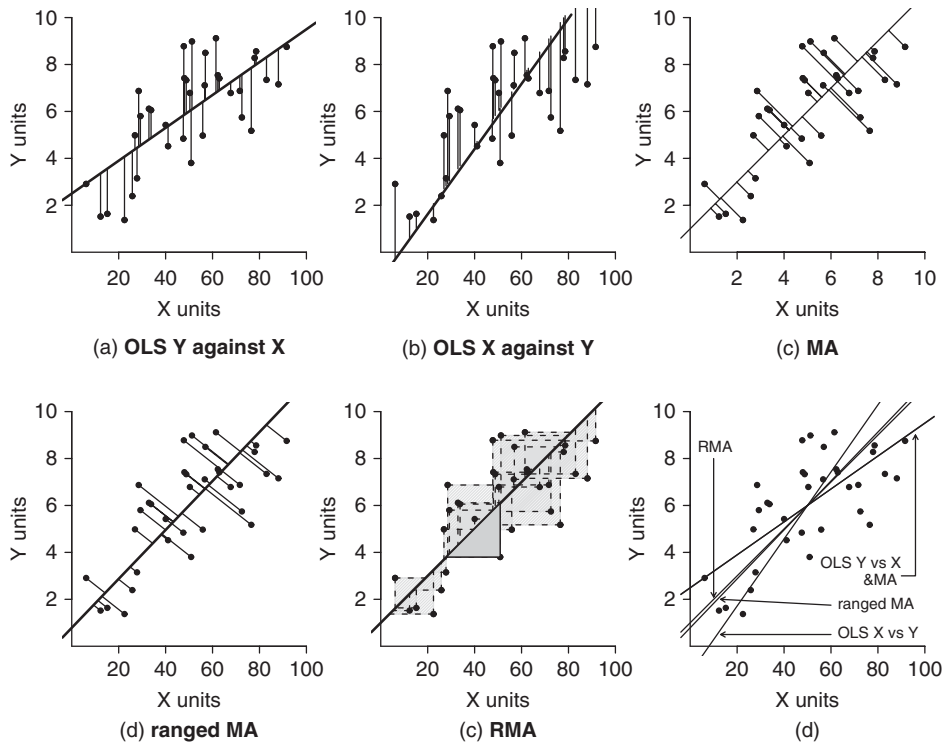 10
8
6
4
2
Y units
20 40 60 80 100
X units
(a) OLS Y against X
10
8
6
4
2
Y units
20 40 60 80 100
X units
(b) OLS X against Y
10
8
6
4
2
Y units
2 4 6 8 10
X units
(c) MA
10
8
6
4
2
Y units
20 40 60 80 100
X units
(d) ranged MA
10
8
6
4
2
Y units
20 40 60 80 100
X units
(c) RMA
10
8
6
4
2
Y units
RMA
OLS Y vs X
&MA
ranged MA
OLS X vs Y
20 40 60 80 100
X units
(d)